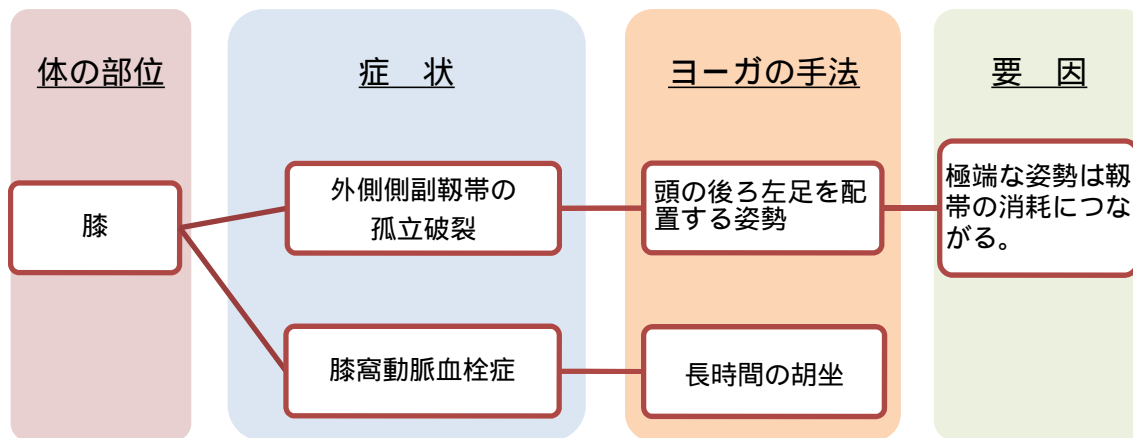 体の部位
症　状
ヨーガの手法
要　因
膝
外側側副靱帯の
孤立破裂
頭の後ろ左足を配
置する姿勢
極端な姿勢は靱
帯の消耗につな
がる。
膝窩動脈血栓症
長時間の胡坐